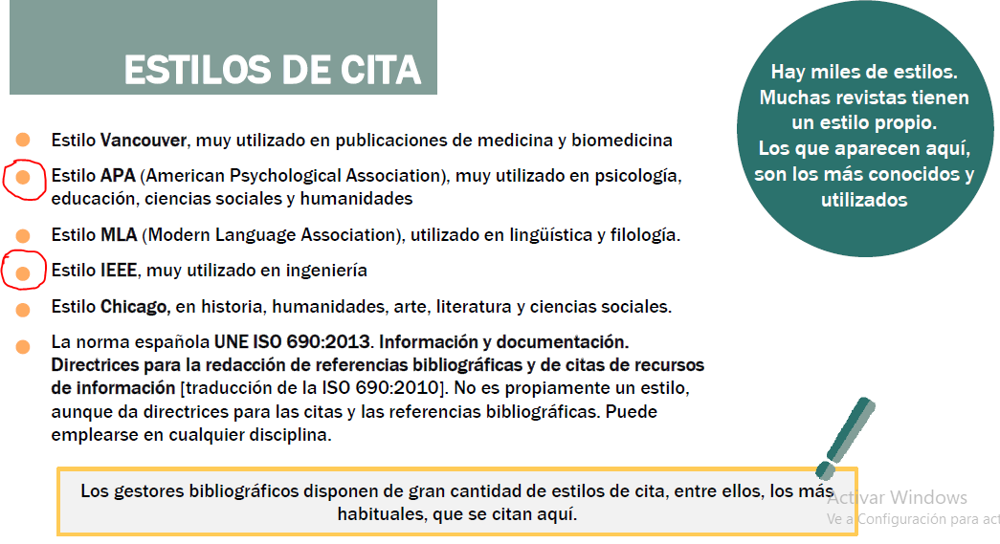 ESTILOS DE CITA
Hay miles de estilos.
Muchas revistas tienen
un estilo propio.
Los que aparecen aquí,
son los más conocidos y
utilizados
Estilo Vancouver, muy utilizado en publicaciones de medicina y biomedicina
Estilo APA (American Psychological Association), muy utilizado en psicología,
educación, ciencias sociales y humanidades
Estilo MLA (Modern Language Association), utilizado en lingüística y filología.
Estilo IEEE, muy utilizado en ingeniería
Estilo Chicago, en historia, humanidades, arte, literatura y ciencias sociales.
La norma española UNE ISO 690:2013. Información y documentación.
Directrices para la redacción de referencias bibliográficas y de citas de recursos
de información [traducción de la ISO 690:2010]. No es propiamente un estilo,
aunque da directrices para las citas y las referencias bibliográficas. Puede
emplearse en cualquier disciplina.
Los gestores bibliográficos disponen de gran cantidad de estilos de cita, entre ellos, los más
habituales, que se citan aquí.
Activar Windows
Ve a Configuración para act